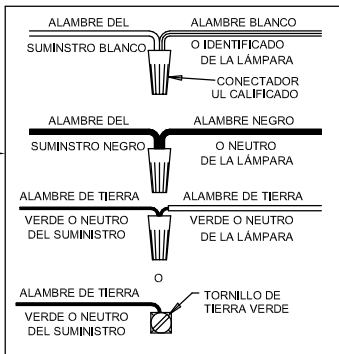 ALAMBRE DEL ALAMBRE BLANCO
SUMINSTRO BLANCO O IDENTIFICADO
DE LA LÁMPARA
CONECTADOR
UL CALIFICADO
ALAMBRE DEL ALAMBRE NEGRO
SUMINSTRO NEGRO O NEUTRO
DE LA LÁMPARA
ALAMBRE DE TIERRA ALAMBRE DE TIERRA
VERDE O NEUTRO VERDE O NEUTRO
DEL SUMINISTRO DE LA LÁMPARA
O
ALAMBRE DE TIERRA
VERDE O NEUTRO
DEL SUMINISTRO
TORNILLO DE
TIERRA VERDE